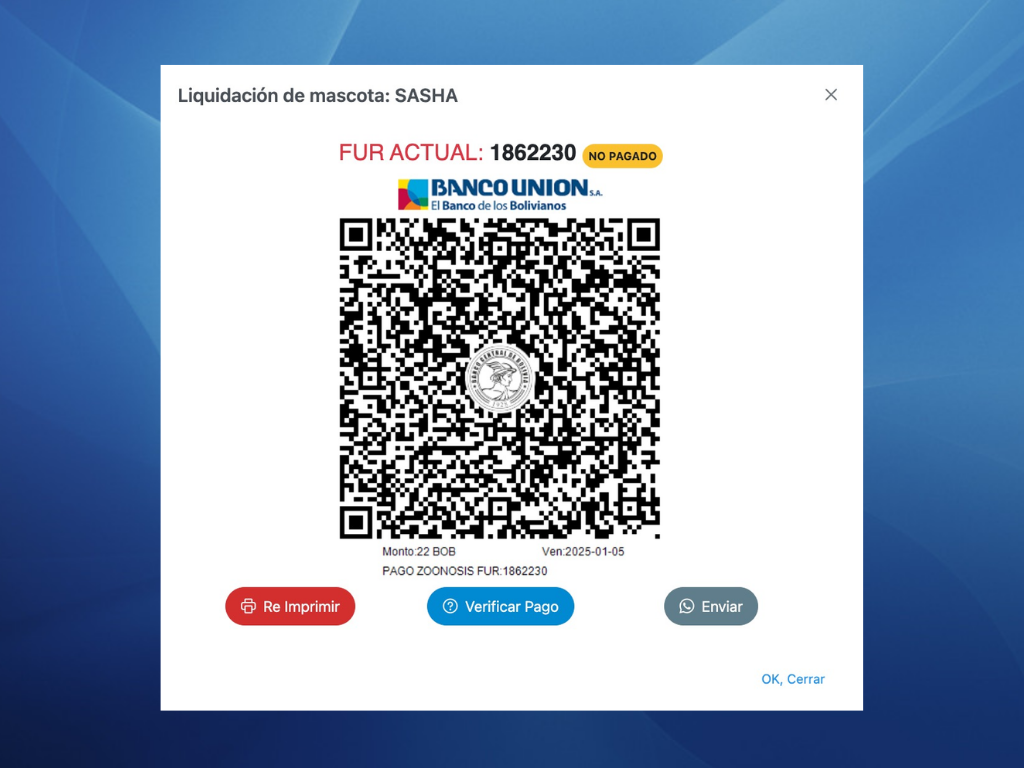 Liquidación de mascota: SASHA
FUR ACTUAL: 1862230 NO PAGADO
BANCO UNION S.A.
El Banco de los Bolivianos
BANCO CENTRAL DE BOLIVIA
1928
Monto:22 BOB Ven:2025-01-05
PAGO ZOONOSIS FUR:1862230
Re Imprimir Verificar Pago Enviar
OK, Cerrar